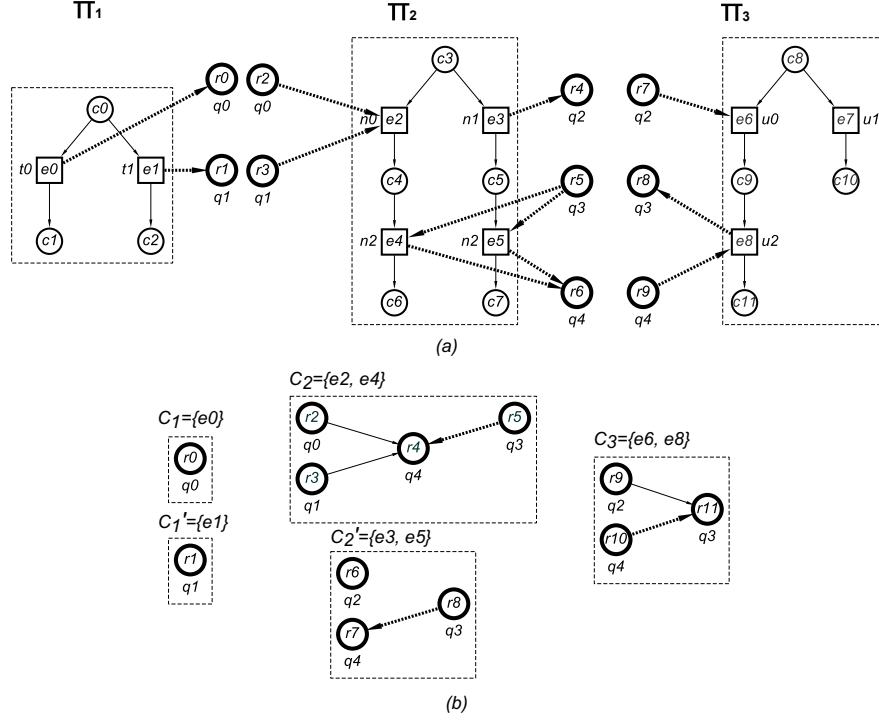 π1 π2 π3
c3 c8
r0 r2 r4 r7
q0 q0 q2 q2
c0 n0 e2 n1 e3 e6 u0 e7 u1
t0 e0 t1 e1 r1 r3 c4 c5 r5 r8 c9 c10
q1 q1 q3 q3
c1 c2 n2 e4 n2 e5 e8 u2
c6 c7 r6 r9 c11
q4 q4
(a)
C2={e2, e4}
C1={e0} r2 r5
q0 r4 q3 C3={e6, e8}
r0 q4
q0 r3 r9
q1 q2 r11
C1'={e1} C2'={e3, e5} r10 q3
r1 r6 q4
q1 q2 r8
r7 q3
q4
(b)